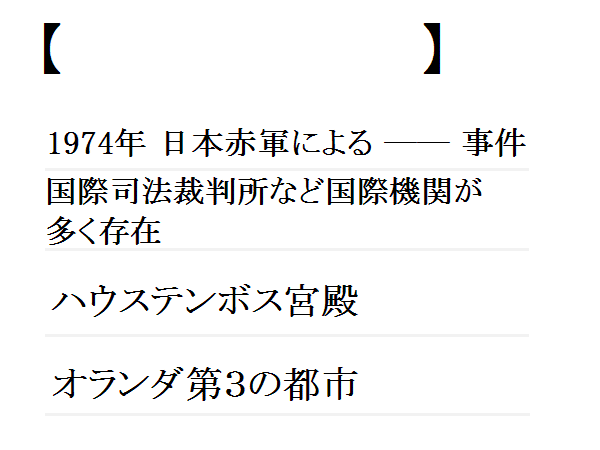 【 】
1974年 日本赤軍による ―― 事件
国際司法裁判所など国際機関が
多く存在
ハウステンボス宮殿
オランダ第3の都市